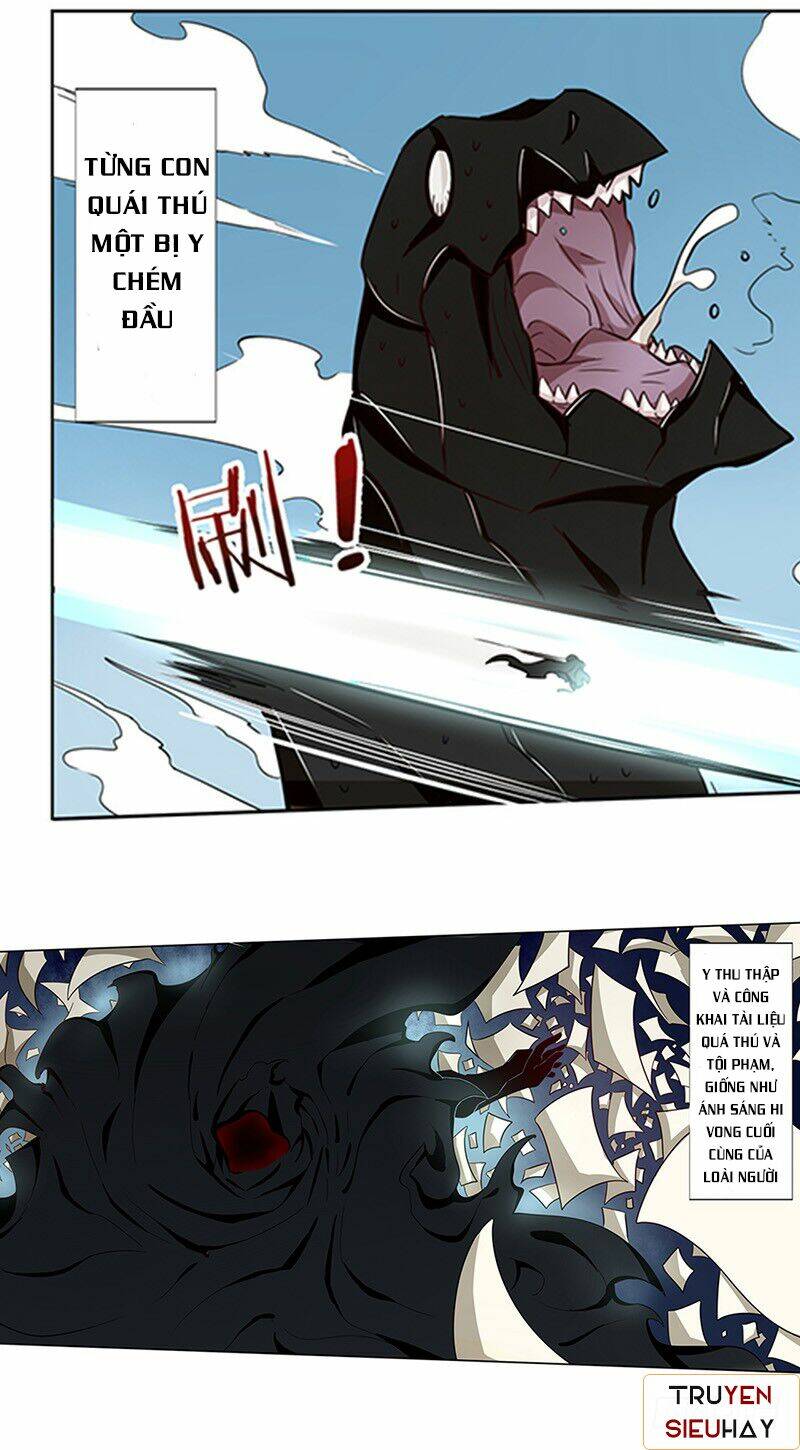 TỪNG CON
QUÁI THÚ
MỘT BỊ Y
CHÉM
ĐẦU
刷!
Y THU THẬP
VÀ CÔNG
KHAI TÀI LIỆU
QUÁ THÚ VÀ
TỘI PHẠM,
GIỐNG NHƯ
ÁNH SÁNG HI
VONG CUỐI
CÙNG CỦA
LOÀI NGƯỜI
TRUYEN
SIEUHAY